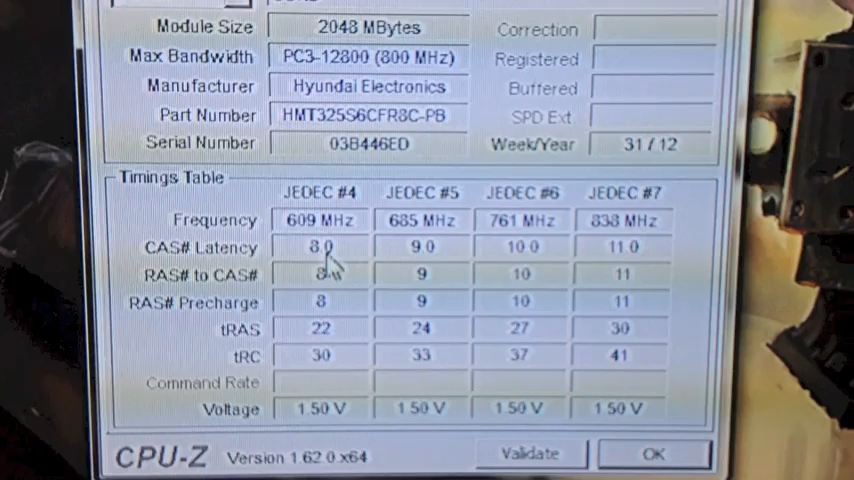 Module Size 2048 MBytes Correction
Max Bandwidth PC3-12800 (800 MHz) Registered
Manufacturer Hyundai Electronics Buffered
Part Number HMT325S6CFR8C-PB SPD Ext.
Serial Number 03B446ED Week/Year 31 / 12
Timings Table
JEDEC #4 JEDEC #5 JEDEC #6 JEDEC #7
Frequency 609 MHz 685 MHz 761 MHz 838 MHz
CAS# Latency 8.0 9.0 10.0 11.0
RAS# to CAS# 8 9 10 11
RAS# Precharge 8 9 10 11
tRAS 22 24 27 30
tRC 30 33 37 41
Command Rate
Voltage 1.50 V 1.50 V 1.50 V 1.50 V
CPU-Z Version 1.62.0.x64 Validate OK